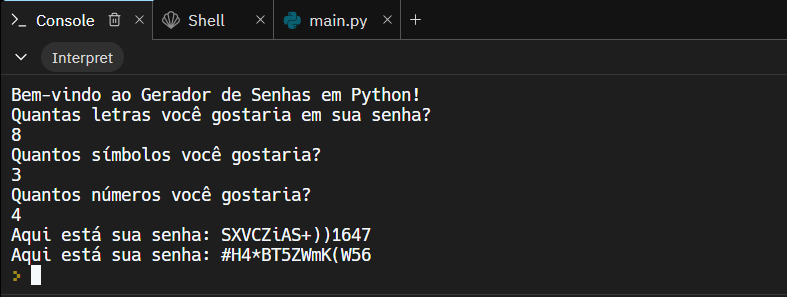 Console
Shell
main.py
Interpret
Bem-vindo ao Gerador de Senhas em Python!
Quantas letras você gostaria em sua senha?
8
Quantos símbolos você gostaria?
3
Quantos números você gostaria?
4
Aqui está sua senha: SXVCZiAS+))1647
Aqui está sua senha: #H4*BT5ZWmK(W56